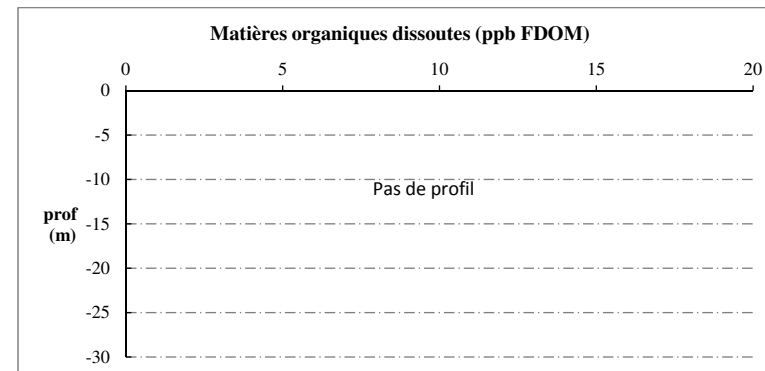 Matières organiques dissoutes (ppb FDOM)
0 5 10 15 20
0
-5
-10
Pas de profil
prof
(m)
-15
-20
-25
-30